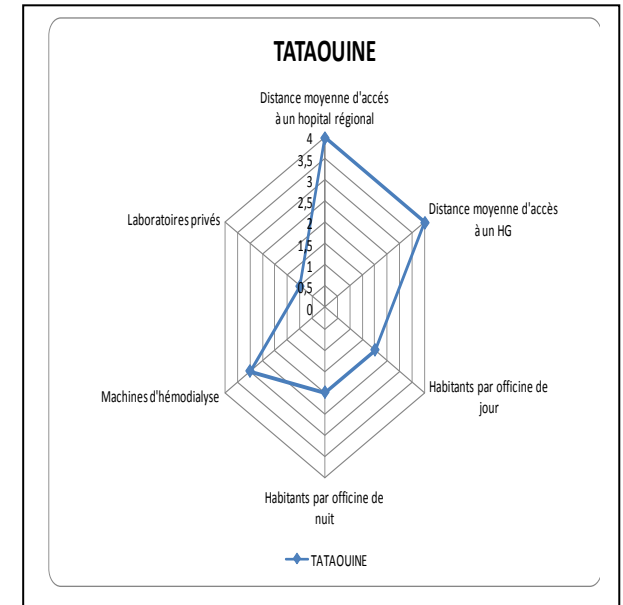 TATAOUINE
Distance moyenne d'accés
à un hopital régional
4
3,5
3
2,5
2
1,5
1
0,5
0
Distance moyenne d'accès
à un HG
Habitants par officine de
jour
Habitants par officine de
nuit
Machines d'hémodialyse
Laboratoires privés
TATAOUINE